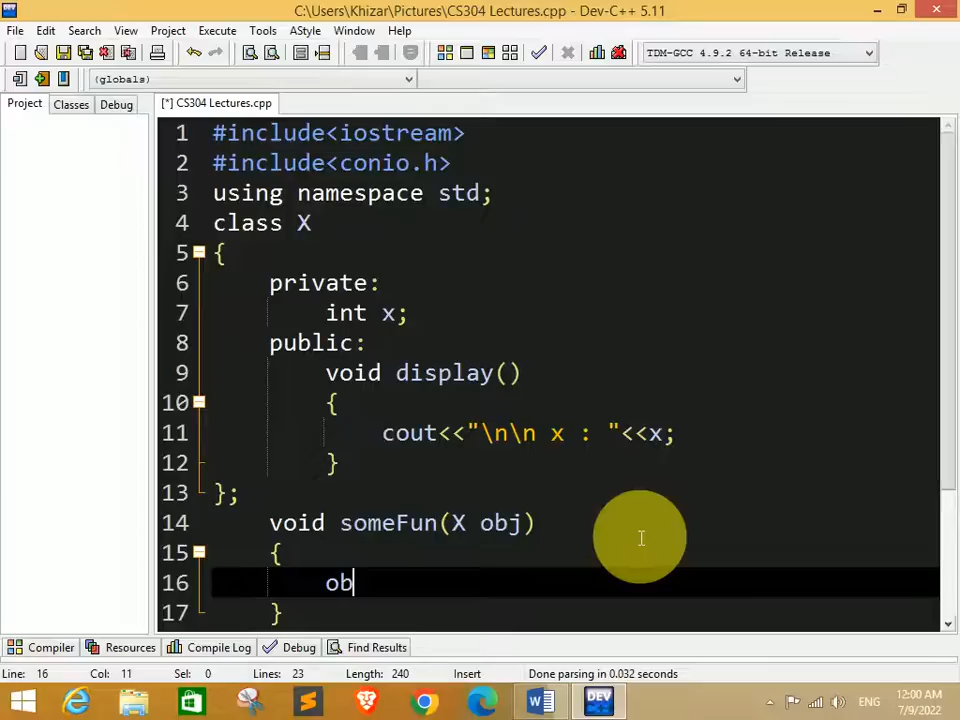 C:\Users\Khizar\Pictures\CS304 Lectures.cpp - Dev-C++ 5.11
File Edit Search View Project Execute Tools AStyle Window Help
TDM-GCC 4.9.2 64-bit Release
(globals)
Project Classes Debug [*] CS304 Lectures.cpp
1 #include<iostream>
2 #include<conio.h>
3 using namespace std;
4 class X
5 {
6 private:
7 int x;
8 public:
9 void display()
10 {
11 cout<<"\n\n x : "<<x;
12 }
13 };
14 void someFun(X obj)
15 {
16 ob
17 }
Compiler Resources Compile Log Debug Find Results
Line: 16 Col: 11 Sel: 0 Lines: 23 Length: 240 Insert Done parsing in 0.032 seconds
W DEV ENG 12:00 AM
7/9/2022